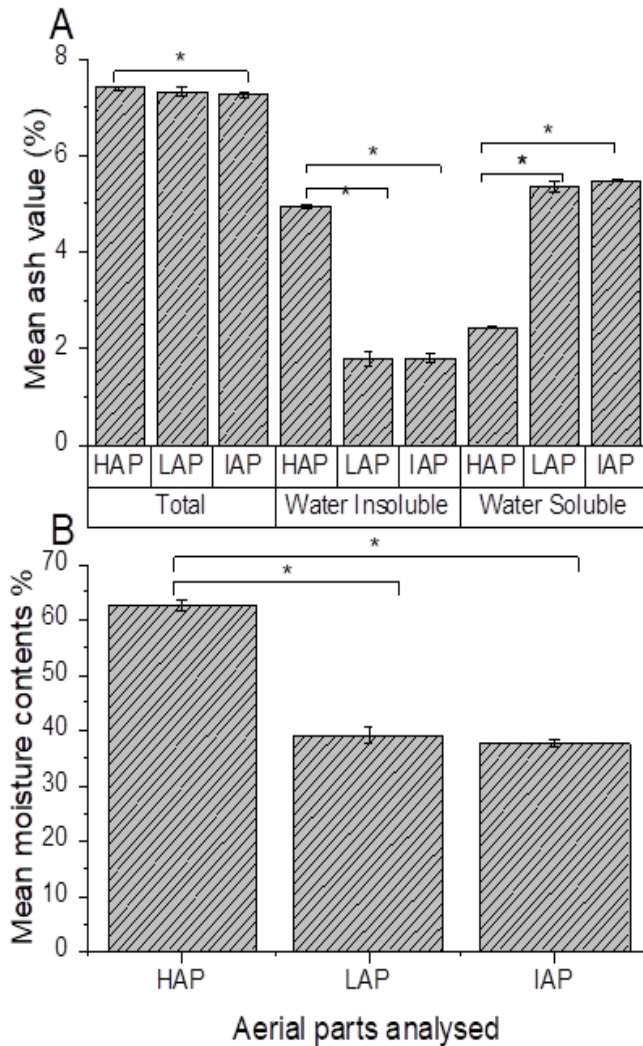 A
Mean ash value (%)
8
6
4
2
0
*
*
*
*
*
HAP LAP IAP HAP LAP IAP HAP LAP IAP
Total Water Insoluble Water Soluble
B
Mean moisture contents %
70
60
50
40
30
20
10
0
*
*
HAP LAP IAP
Aerial parts analysed